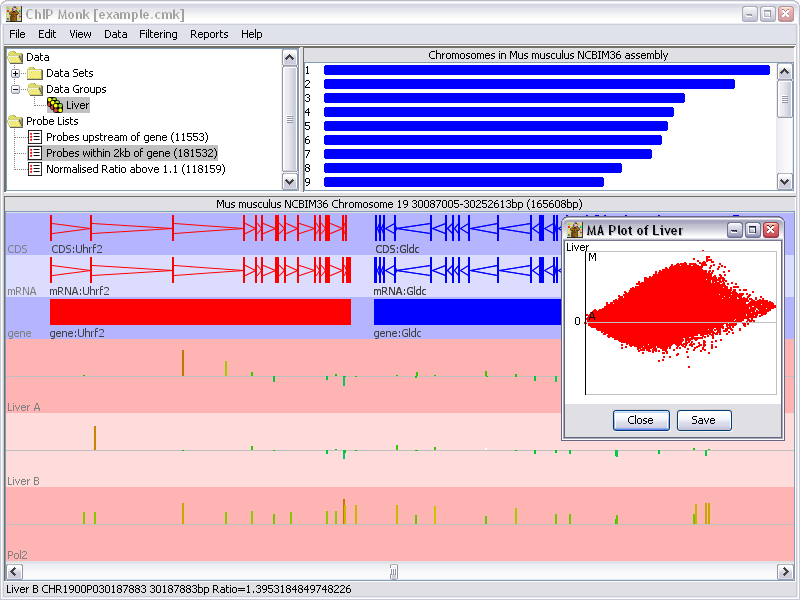 ChIP Monk [example.cmk]
File Edit View Data Filtering Reports Help
Data
Data Sets
Data Groups
Liver
Probe Lists
Probes upstream of gene (11553)
Probes within 2kb of gene (181532)
Normalised Ratio above 1.1 (118159)
Chromosomes in Mus musculus NCBIM36 assembly
1
2
3
4
5
6
7
8
9
Mus musculus NCBIM36 Chromosome 19 30087005-30252613bp (165608bp)
CDS CDS:Uhrf2 CDS:Gldc
mRNA mRNA:Uhrf2 mRNA:Gldc
gene gene:Uhrf2 gene:Gldc
Liver A
Liver B
Pol2
MA Plot of Liver
Liver
M
0 A
Close Save
Liver B CHR1900P030187883 30187883bp Ratio=1.3953184849748226